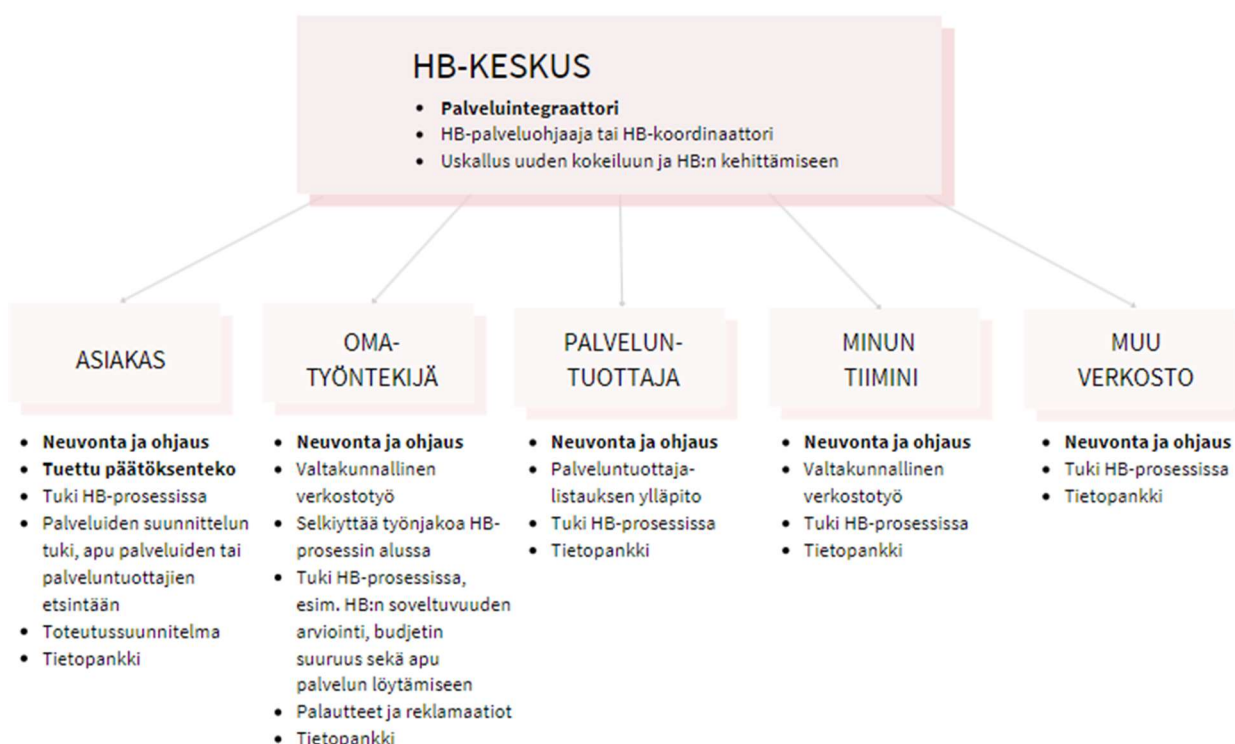 HB-KESKUS
• Palveluintegraattori
• HB-palveluohjaaja tai HB-koordinaattori
• Uskallus uuden kokeiluun ja HB:n kehittämiseen
ASIAKAS
• Neuvonta ja ohjaus
• Tuettu päätöksenteko
• Tuki HB-prosessissa
• Palveluiden suunnittelun
tuki, apu palveluiden tai
palveluntuottajien
etsintään
• Toteutussuunnitelma
• Tietopankki
OMA-
TYÖNTEKIJÄ
• Neuvonta ja ohjaus
• Valtakunnallinen
verkostotyö
• Selkiyttää työnjakoa HB-
prosessin alussa
• Tuki HB-prosessissa,
esim. HB:n soveltuvuuden
arviointi, budjetin
suuruus sekä apu
palvelun löytämiseen
• Palautteet ja reklamaatiot
• Tietopankki
PALVELUN-
TUOTTAJA
• Neuvonta ja ohjaus
• Palveluntuottaja-
listauksen ylläpito
• Tuki HB-prosessissa
• Tietopankki
MINUN
TIIMINI
• Neuvonta ja ohjaus
• Valtakunnallinen
verkostotyö
• Tuki HB-prosessissa
• Tietopankki
MUU
VERKOSTO
• Neuvonta ja ohjaus
• Tuki HB-prosessissa
• Tietopankki